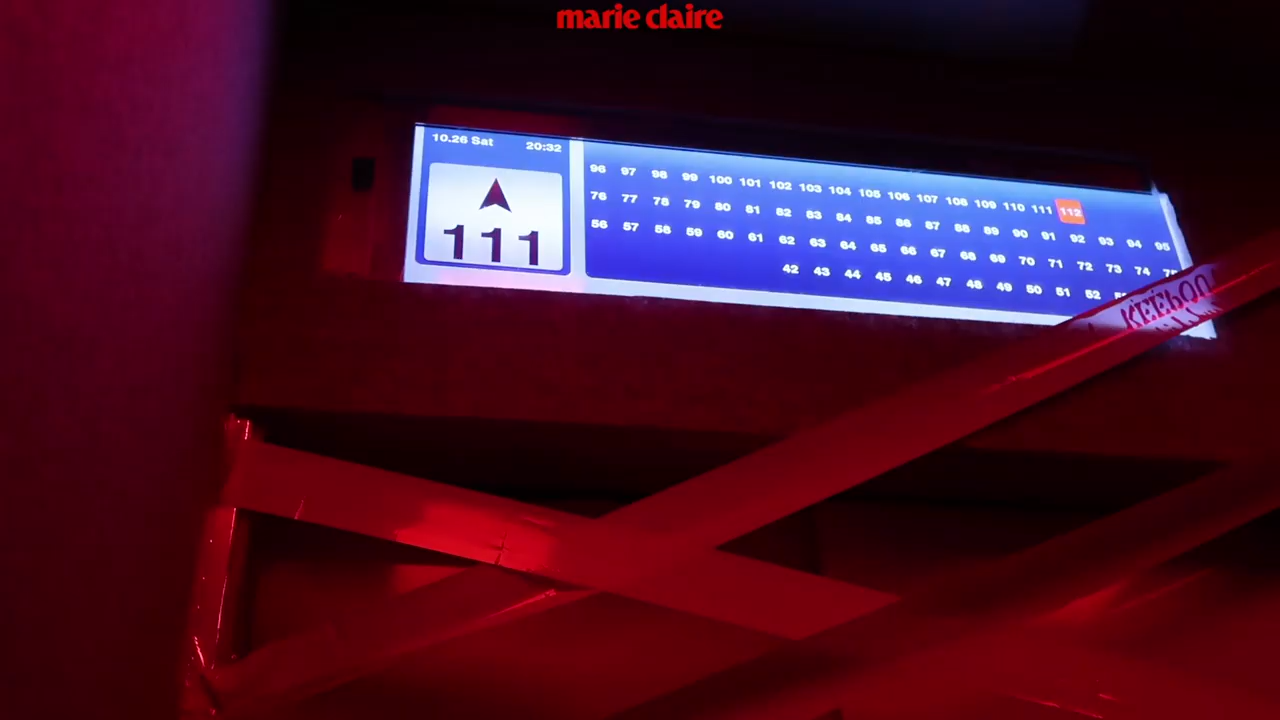 marie claire
10.26 Sat 20:32
111
96 97 98 99 100 101 102 103 104 105 106 107 108 109 110 111 112
76 77 78 79 80 81 82 83 84 85 86 87 88 89 90 91 92 93 94 95
56 57 58 59 60 61 62 63 64 65 66 67 68 69 70 71 72 73 74 75
42 43 44 45 46 47 48 49 50 51 52